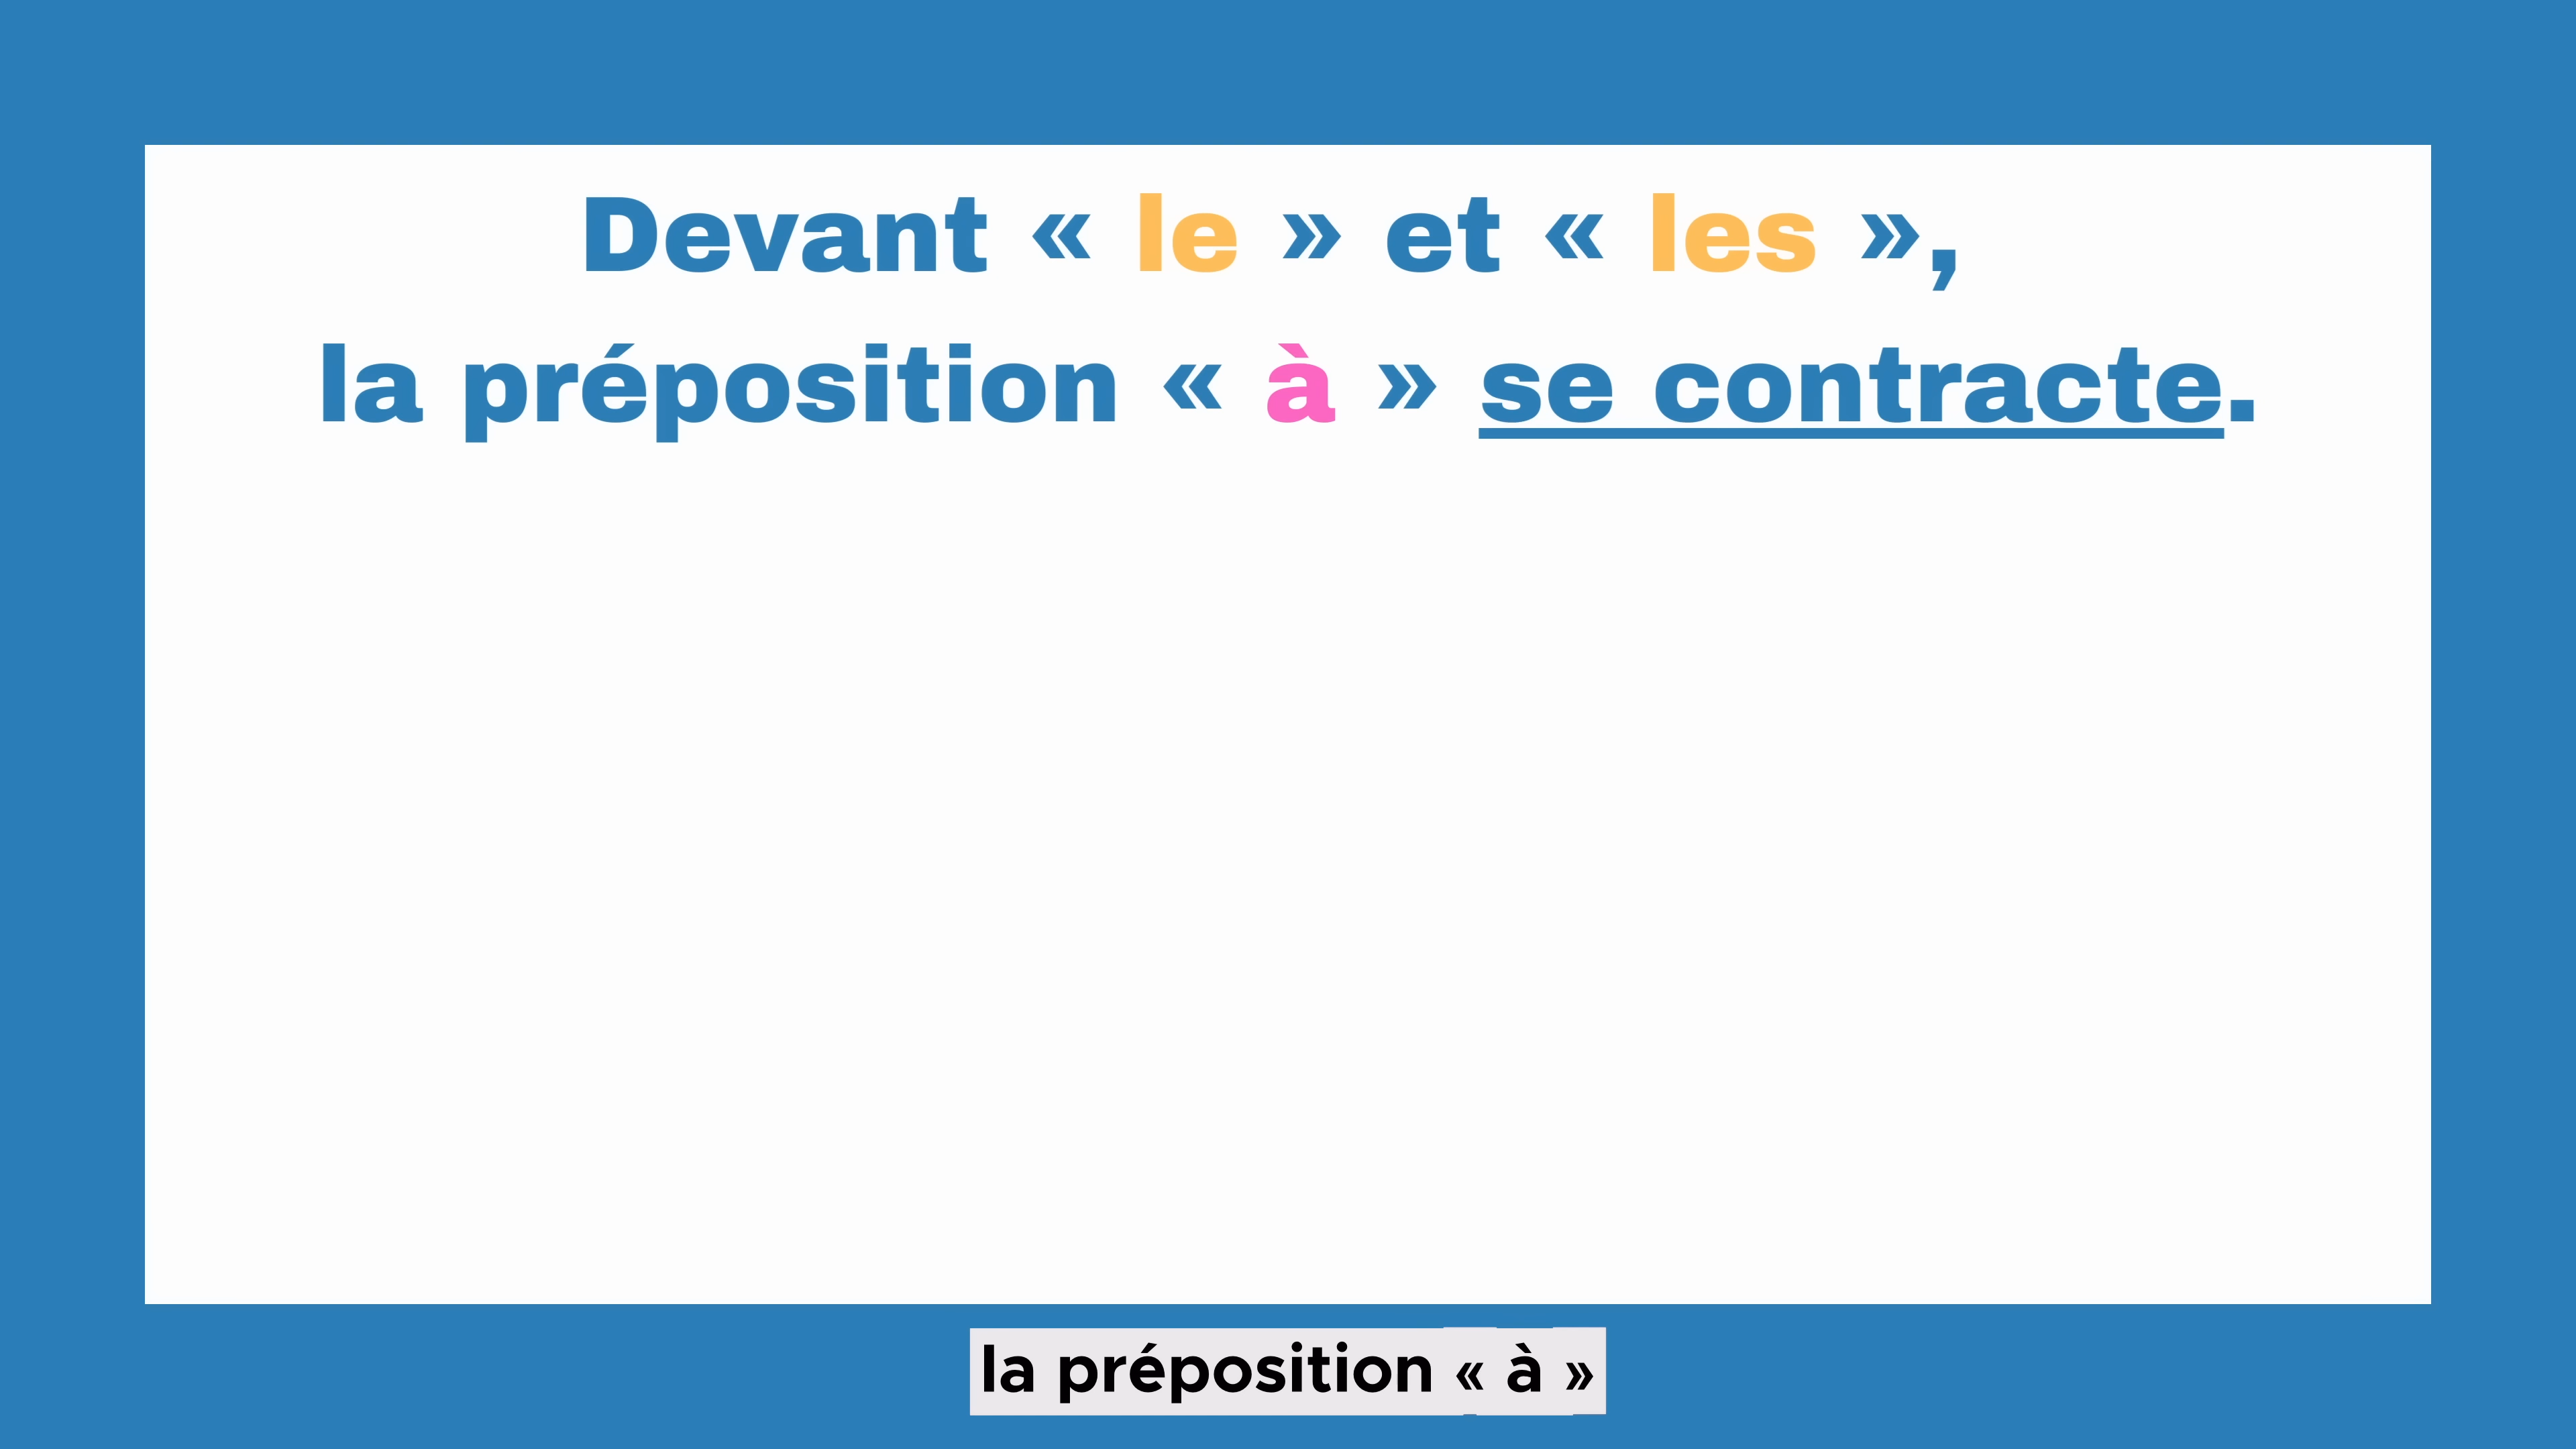 Devant « le » et « les »,
la préposition « à » se contracte.
la préposition « à »